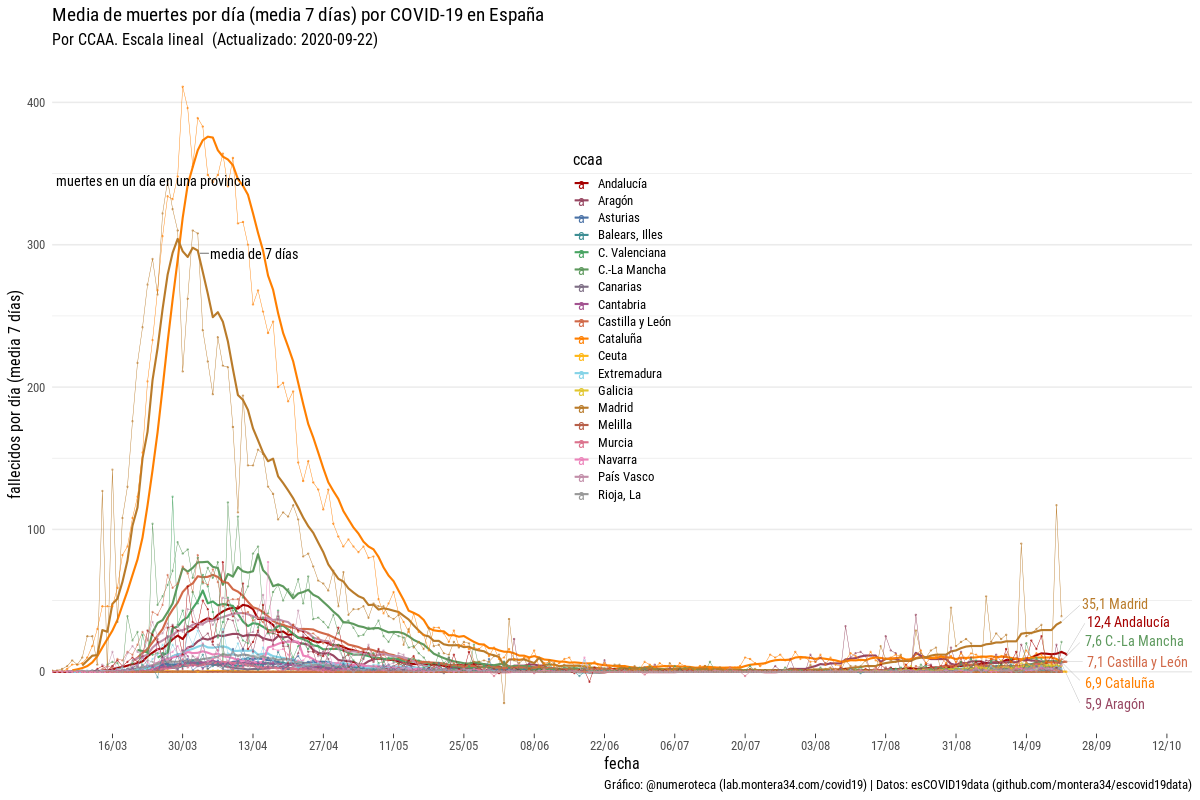 Media de muertes por día (media 7 días) por COVID-19 en España
Por CCAA. Escala lineal  (Actualizado: 2020-09-22)
fallecidos por día (media 7 días)
400
300
200
100
0
muertes en un día en una provincia
media de 7 días
ccaa
Andalucía
Aragón
Asturias
Balears, Illes
C. Valenciana
C.-La Mancha
Canarias
Cantabria
Castilla y León
Cataluña
Ceuta
Extremadura
Galicia
Madrid
Melilla
Murcia
Navarra
País Vasco
Rioja, La
35,1 Madrid
12,4 Andalucía
7,6 C.-La Mancha
7,1 Castilla y León
6,9 Cataluña
5,9 Aragón
16/03 30/03 13/04 27/04 11/05 25/05 08/06 22/06 06/07 20/07 03/08 17/08 31/08 14/09 28/09 12/10
fecha
Gráfico: @numeroteca (lab.montera34.com/covid19) | Datos: esCOVID19data (github.com/montera34/escovid19data)